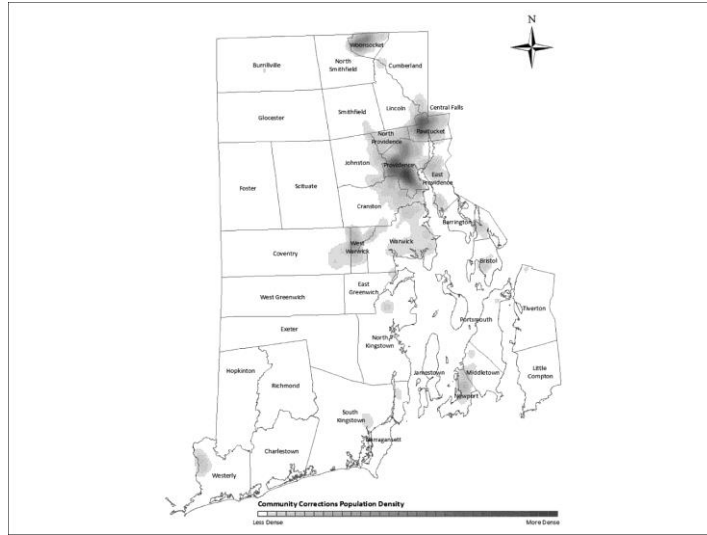 N
Woonsocket
Burrillville
North
Smithfield
Cumberland
Glocester
Smithfield
Lincoln
Central Falls
Pawtucket
North
Providence
Johnston
Providence
East
Providence
Foster
Scituate
Cranston
Barrington
West
Warwick
Warwick
Coventry
Bristol
East
Greenwich
West Greenwich
Tiverton
Portsmouth
Exeter
North
Kingstown
Hopkinton
Richmond
Jamestown
Middletown
Little
Compton
Newport
South
Kingstown
Narragansett
Charlestown
Westerly
Community Corrections Population Density
Less Dense
More Dense